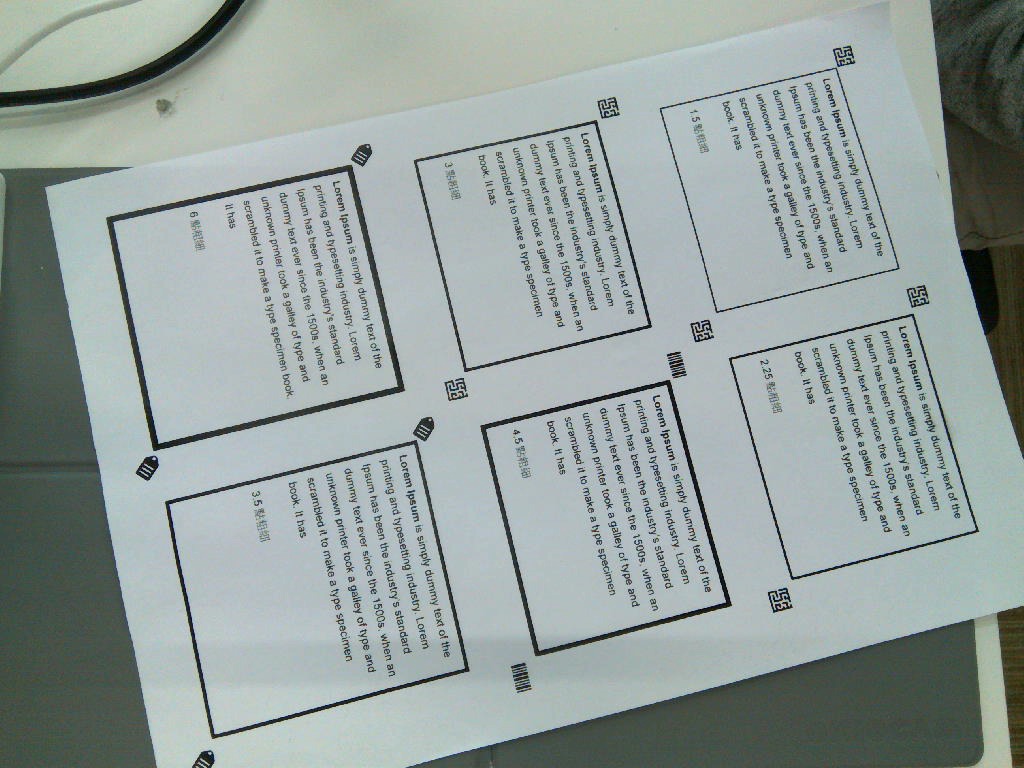 Lorem Ipsum is simply dummy text of the
printing and typesetting industry. Lorem
Ipsum has been the industry's standard
dummy text ever since the 1500s, when an
unknown printer took a galley of type and
scrambled it to make a type specimen
book. It has
1.5 點粗細
Lorem Ipsum is simply dummy text of the
printing and typesetting industry. Lorem
Ipsum has been the industry's standard
dummy text ever since the 1500s, when an
unknown printer took a galley of type and
scrambled it to make a type specimen
book. It has
2.25 點粗細
Lorem Ipsum is simply dummy text of the
printing and typesetting industry. Lorem
Ipsum has been the industry's standard
dummy text ever since the 1500s, when an
unknown printer took a galley of type and
scrambled it to make a type specimen
book. It has
3 點粗細
Lorem Ipsum is simply dummy text of the
printing and typesetting industry. Lorem
Ipsum has been the industry's standard
dummy text ever since the 1500s, when an
unknown printer took a galley of type and
scrambled it to make a type specimen
book. It has
4.5 點粗細
Lorem Ipsum is simply dummy text of the
printing and typesetting industry. Lorem
Ipsum has been the industry's standard
dummy text ever since the 1500s, when an
unknown printer took a galley of type and
scrambled it to make a type specimen book.
It has
6 點粗細
Lorem Ipsum is simply dummy text of the
printing and typesetting industry. Lorem
Ipsum has been the industry's standard
dummy text ever since the 1500s, when an
unknown printer took a galley of type and
scrambled it to make a type specimen
book. It has
3.5 點粗細